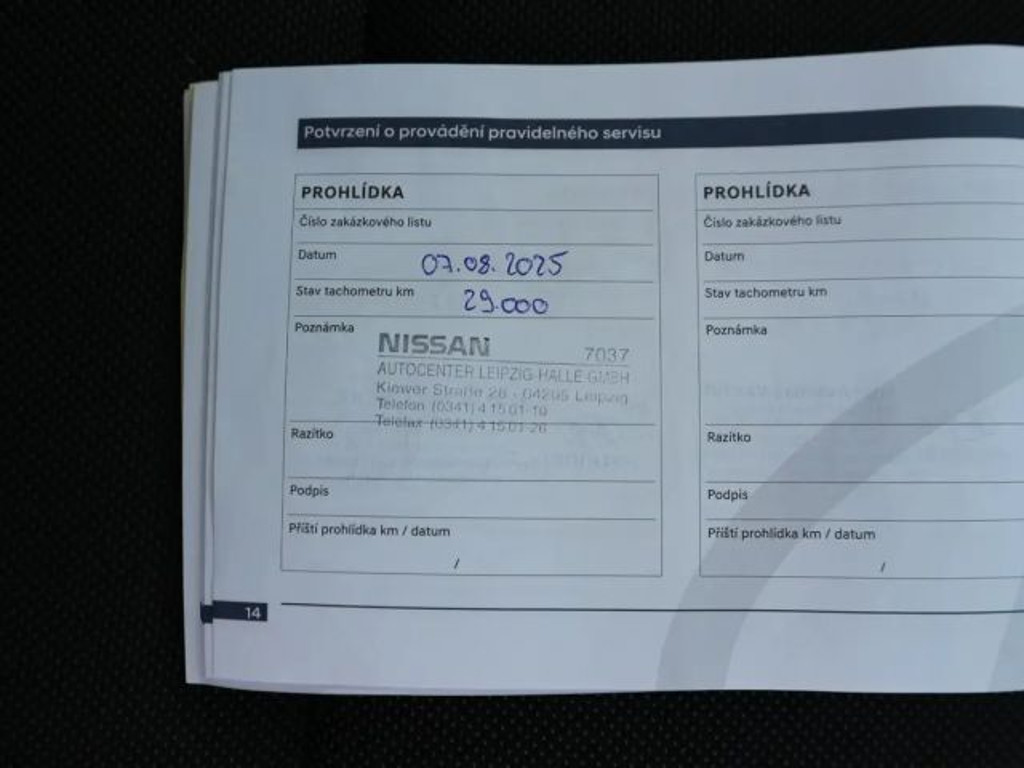 Potvrzení o provádění pravidelného servisu
PROHLÍDKA
Číslo zakázkového listu
Datum 07.08.2025
Stav tachometru km 29.000
Poznámka
NISSAN 7037
AUTOCENTER LEIPZIG-HALLE GMBH
Straße 26 - 04205 Leipzig
Telefon (0341) 4 15 01-10
Telefax (0341) 4 15 01-26
Razítko
Podpis
Příští prohlídka km / datum
/
PROHLÍDKA
Číslo zakázkového listu
Datum
Stav tachometru km
Poznámka
Razítko
Podpis
Příští prohlídka km / datum
/
14